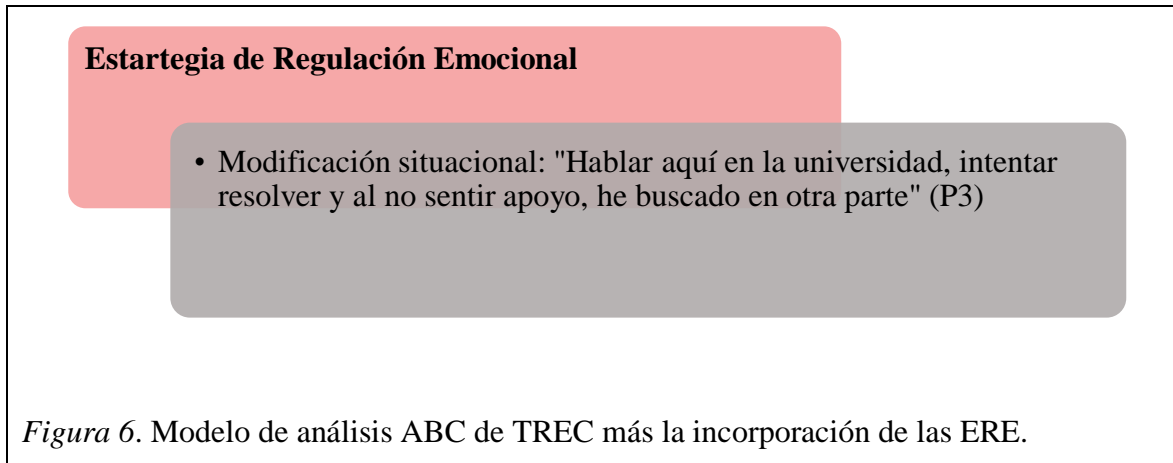 Estartegia de Regulación Emocional
• Modificación situacional: "Hablar aquí en la universidad, intentar
resolver y al no sentir apoyo, he buscado en otra parte" (P3)
Figura 6. Modelo de análisis ABC de TREC más la incorporación de las ERE.